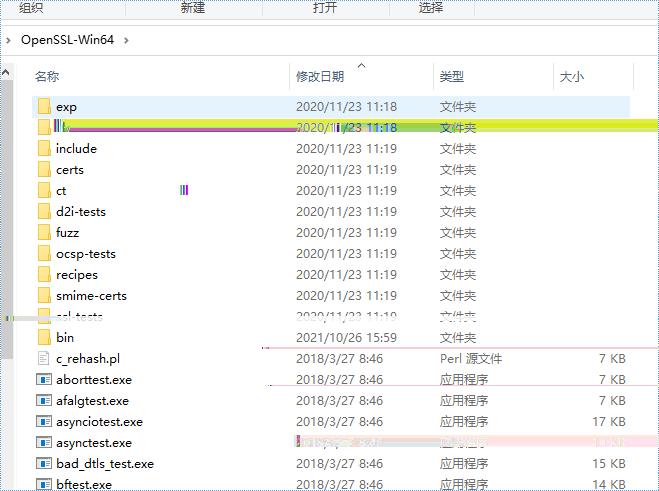 组织 新建 打开 选择
OpenSSL-Win64
名称 修改日期 类型 大小
exp 2020/11/23 11:18 文件夹
11:18 文件夹
include 2020/11/23 11:19 文件夹
certs 2020/11/23 11:19 文件夹
ct 2020/11/23 11:19 文件夹
d2i-tests 2020/11/23 11:19 文件夹
fuzz 2020/11/23 11:19 文件夹
ocsp-tests 2020/11/23 11:19 文件夹
recipes 2020/11/23 11:19 文件夹
smime-certs 2020/11/23 11:19 文件夹
ssl-tests 2020/11/23 11:19 文件夹
bin 2021/10/26 15:59 文件夹
c_rehash.pl 2018/3/27 8:46 Perl 源文件 7 KB
aborttest.exe 2018/3/27 8:46 应用程序 7 KB
afalgtest.exe 2018/3/27 8:46 应用程序 7 KB
asynciotest.exe 2018/3/27 8:46 应用程序 17 KB
asynctest.exe
bad_dtls_test.exe 2018/3/27 8:46 应用程序 15 KB
bftest.exe 2018/3/27 8:46 应用程序 14 KB